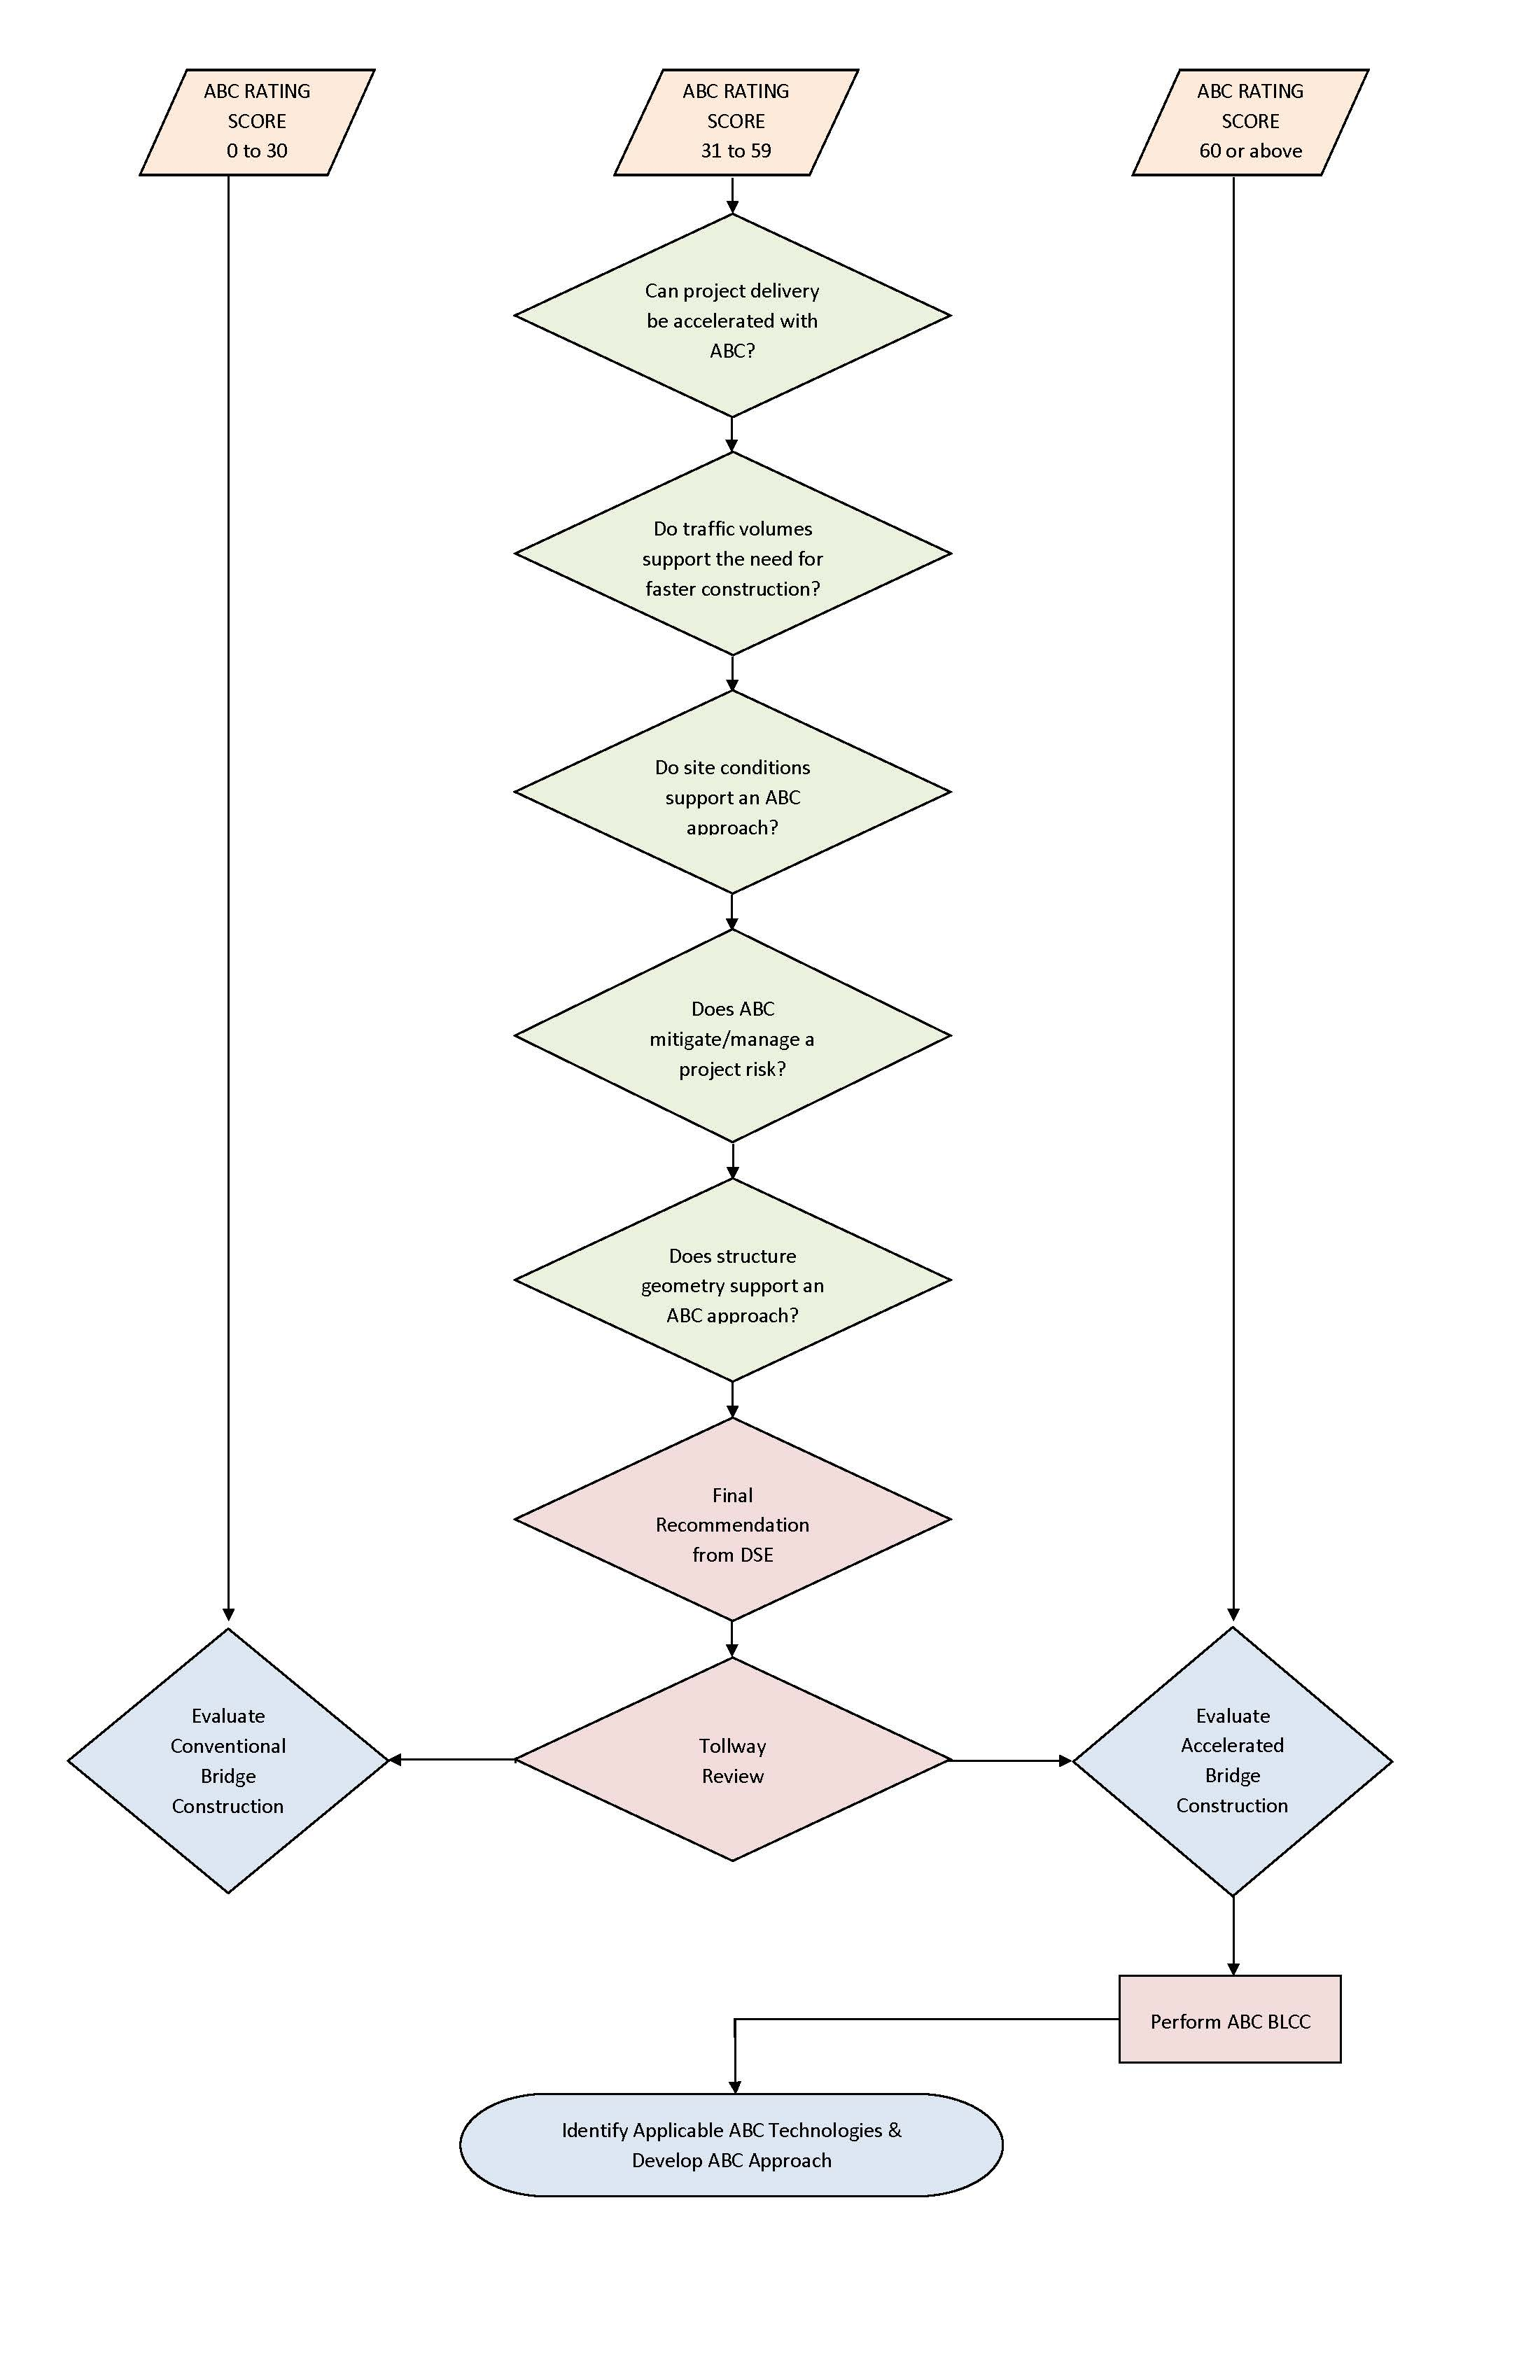 ABC RATING
SCORE
0 to 30
ABC RATING
SCORE
31 to 59
ABC RATING
SCORE
60 or above
Can project delivery
be accelerated with
ABC?
Do traffic volumes
support the need for
faster construction?
Do site conditions
support an ABC
approach?
Does ABC
mitigate/manage a
project risk?
Does structure
geometry support an
ABC approach?
Final
Recommendation
from DSE
Evaluate
Conventional
Bridge
Construction
Tollway
Review
Evaluate
Accelerated
Bridge
Construction
Perform ABC BLCC
Identify Applicable ABC Technologies &
Develop ABC Approach